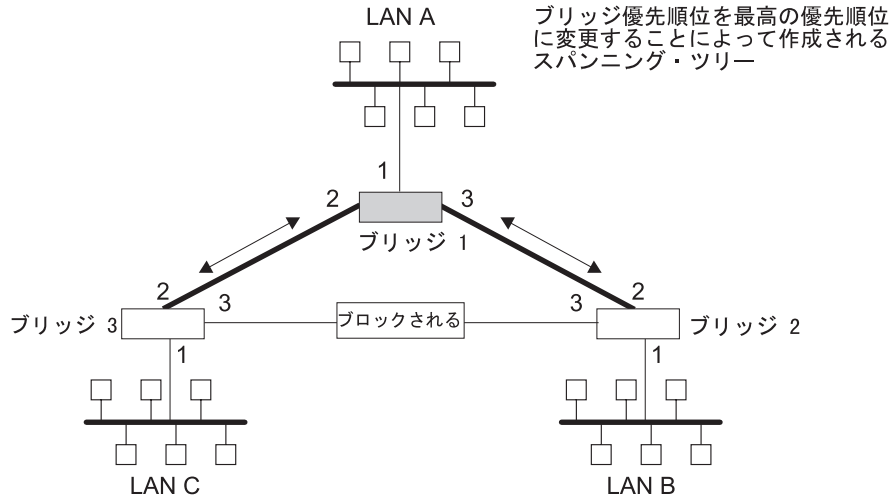 LAN A
ブリッジ優先順位を最高の優先順位
に変更することによって作成される
スパンニング・ツリー
1
2
3
ブリッジ 1
2
3
ブロックされる
3
2
ブリッジ 3
ブリッジ 2
1
1
LAN C
LAN B